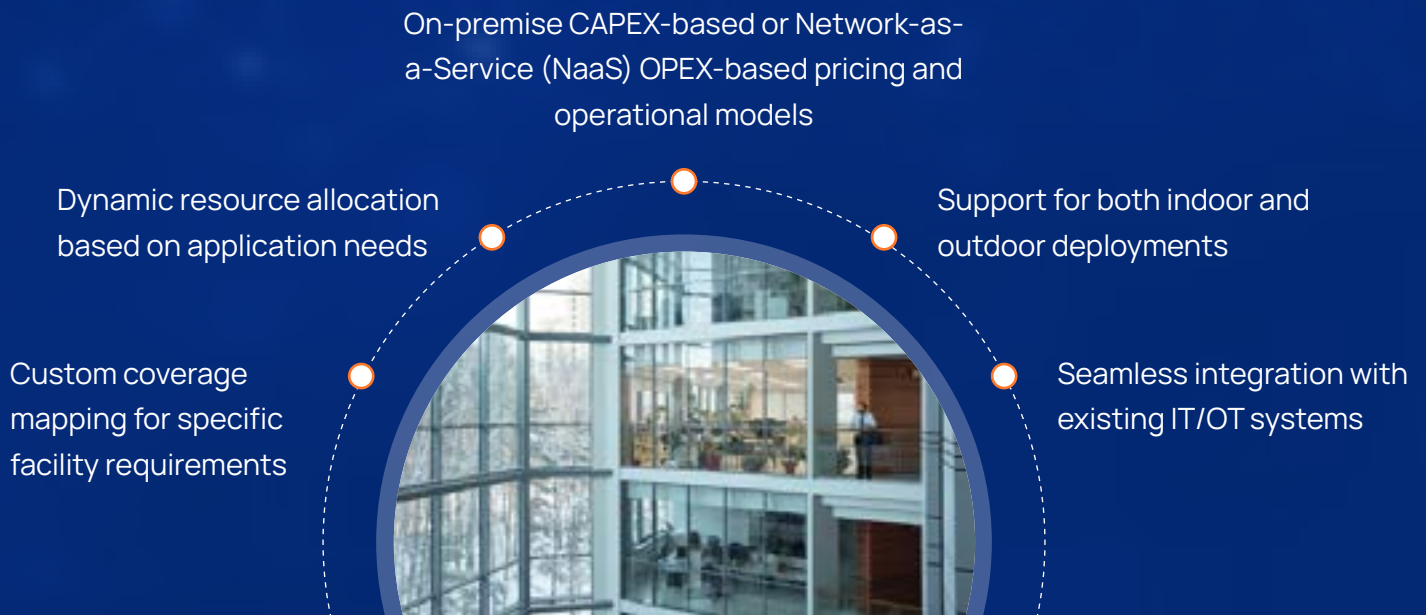 On-premise CAPEX-based or Network-as-
a-Service (NaaS) OPEX-based pricing and
operational models
Dynamic resource allocation
based on application needs
Support for both indoor and
outdoor deployments
Custom coverage
mapping for specific
facility requirements
Seamless integration with
existing IT/OT systems